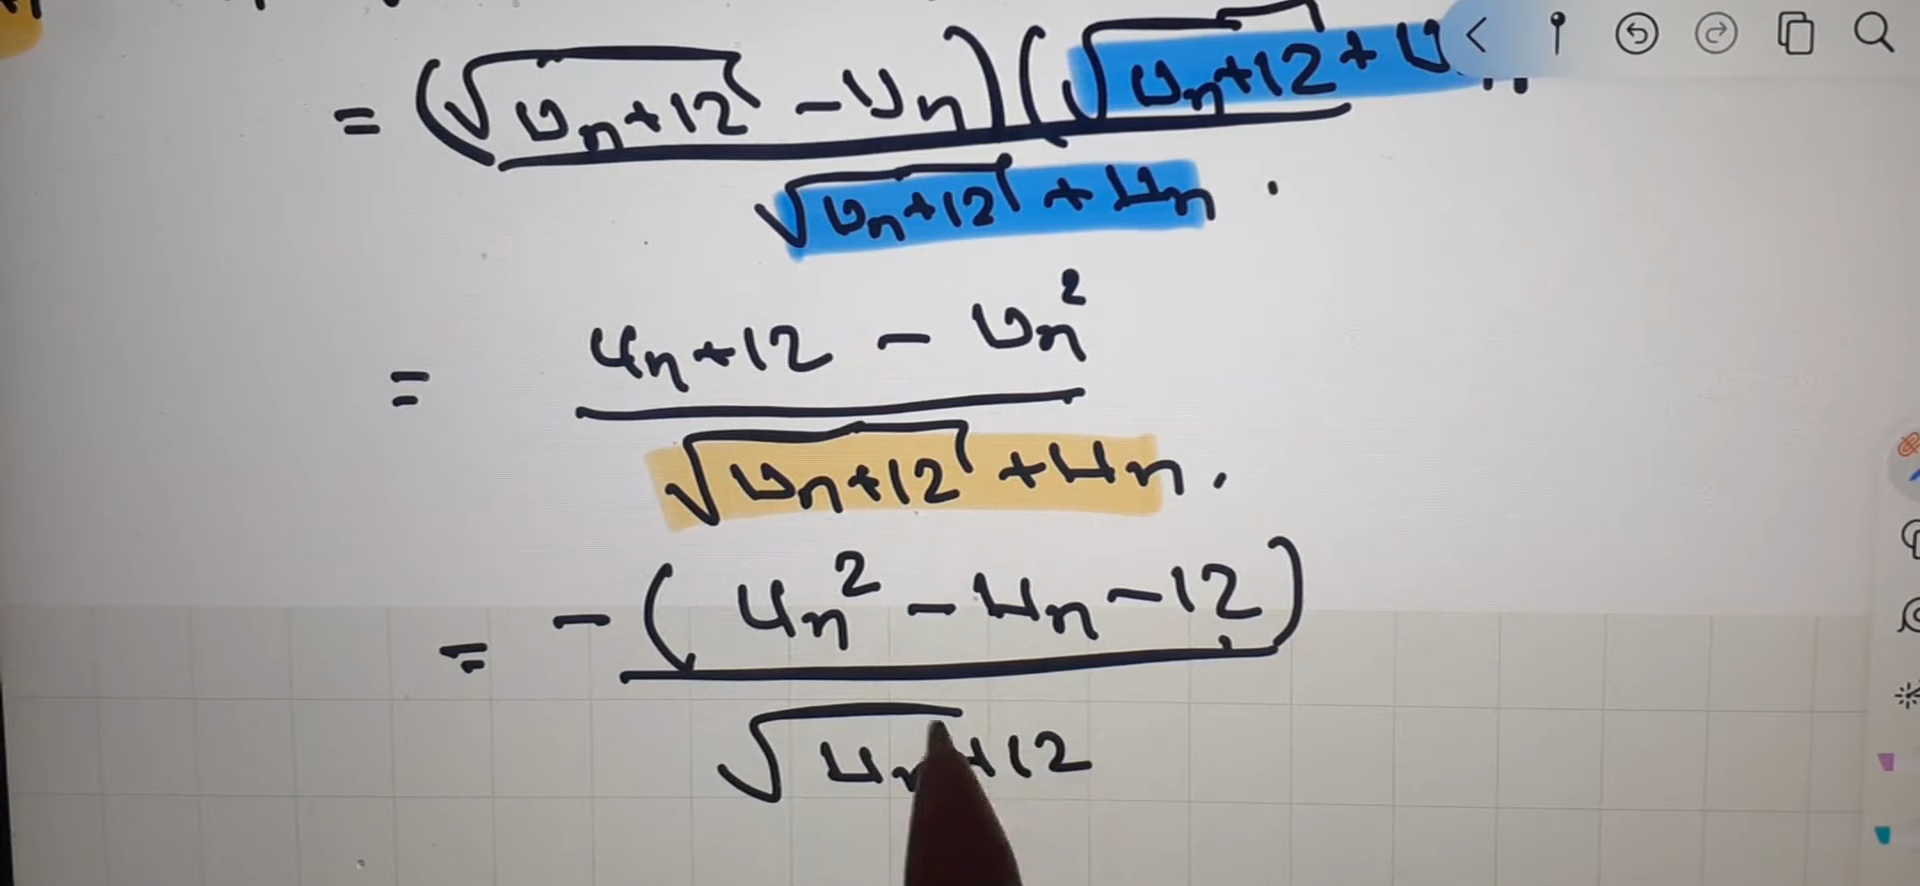 = (√Un+12 - Un)(√Un+12 + U
√Un+12 + Un .
= Un+12 - Un²
√Un+12 + Un .
= -(Un² - Un - 12)
√Un+12